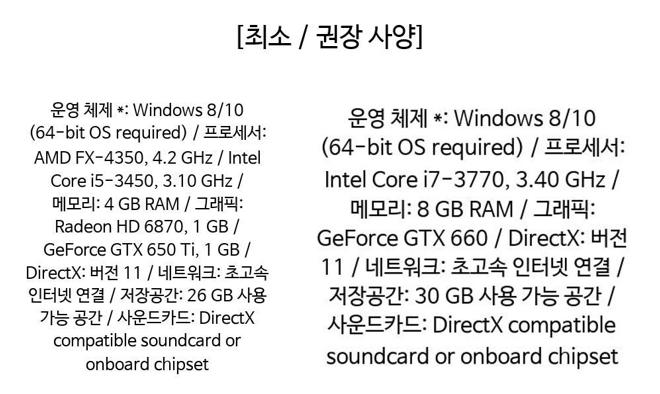 [최소 / 권장 사양]
운영 체제 *: Windows 8/10
(64-bit OS required) / 프로세서:
AMD FX-4350, 4.2 GHz / Intel
Core i5-3450, 3.10 GHz /
메모리: 4 GB RAM / 그래픽:
Radeon HD 6870, 1 GB /
GeForce GTX 650 Ti, 1 GB /
DirectX: 버전 11 / 네트워크: 초고속
인터넷 연결 / 저장공간: 26 GB 사용
가능 공간 / 사운드카드: DirectX
compatible soundcard or
onboard chipset
운영 체제 *: Windows 8/10
(64-bit OS required) / 프로세서:
Intel Core i7-3770, 3.40 GHz /
메모리: 8 GB RAM / 그래픽:
GeForce GTX 660 / DirectX: 버전
11 / 네트워크: 초고속 인터넷 연결 /
저장공간: 30 GB 사용 가능 공간 /
사운드카드: DirectX compatible
soundcard or onboard chipset